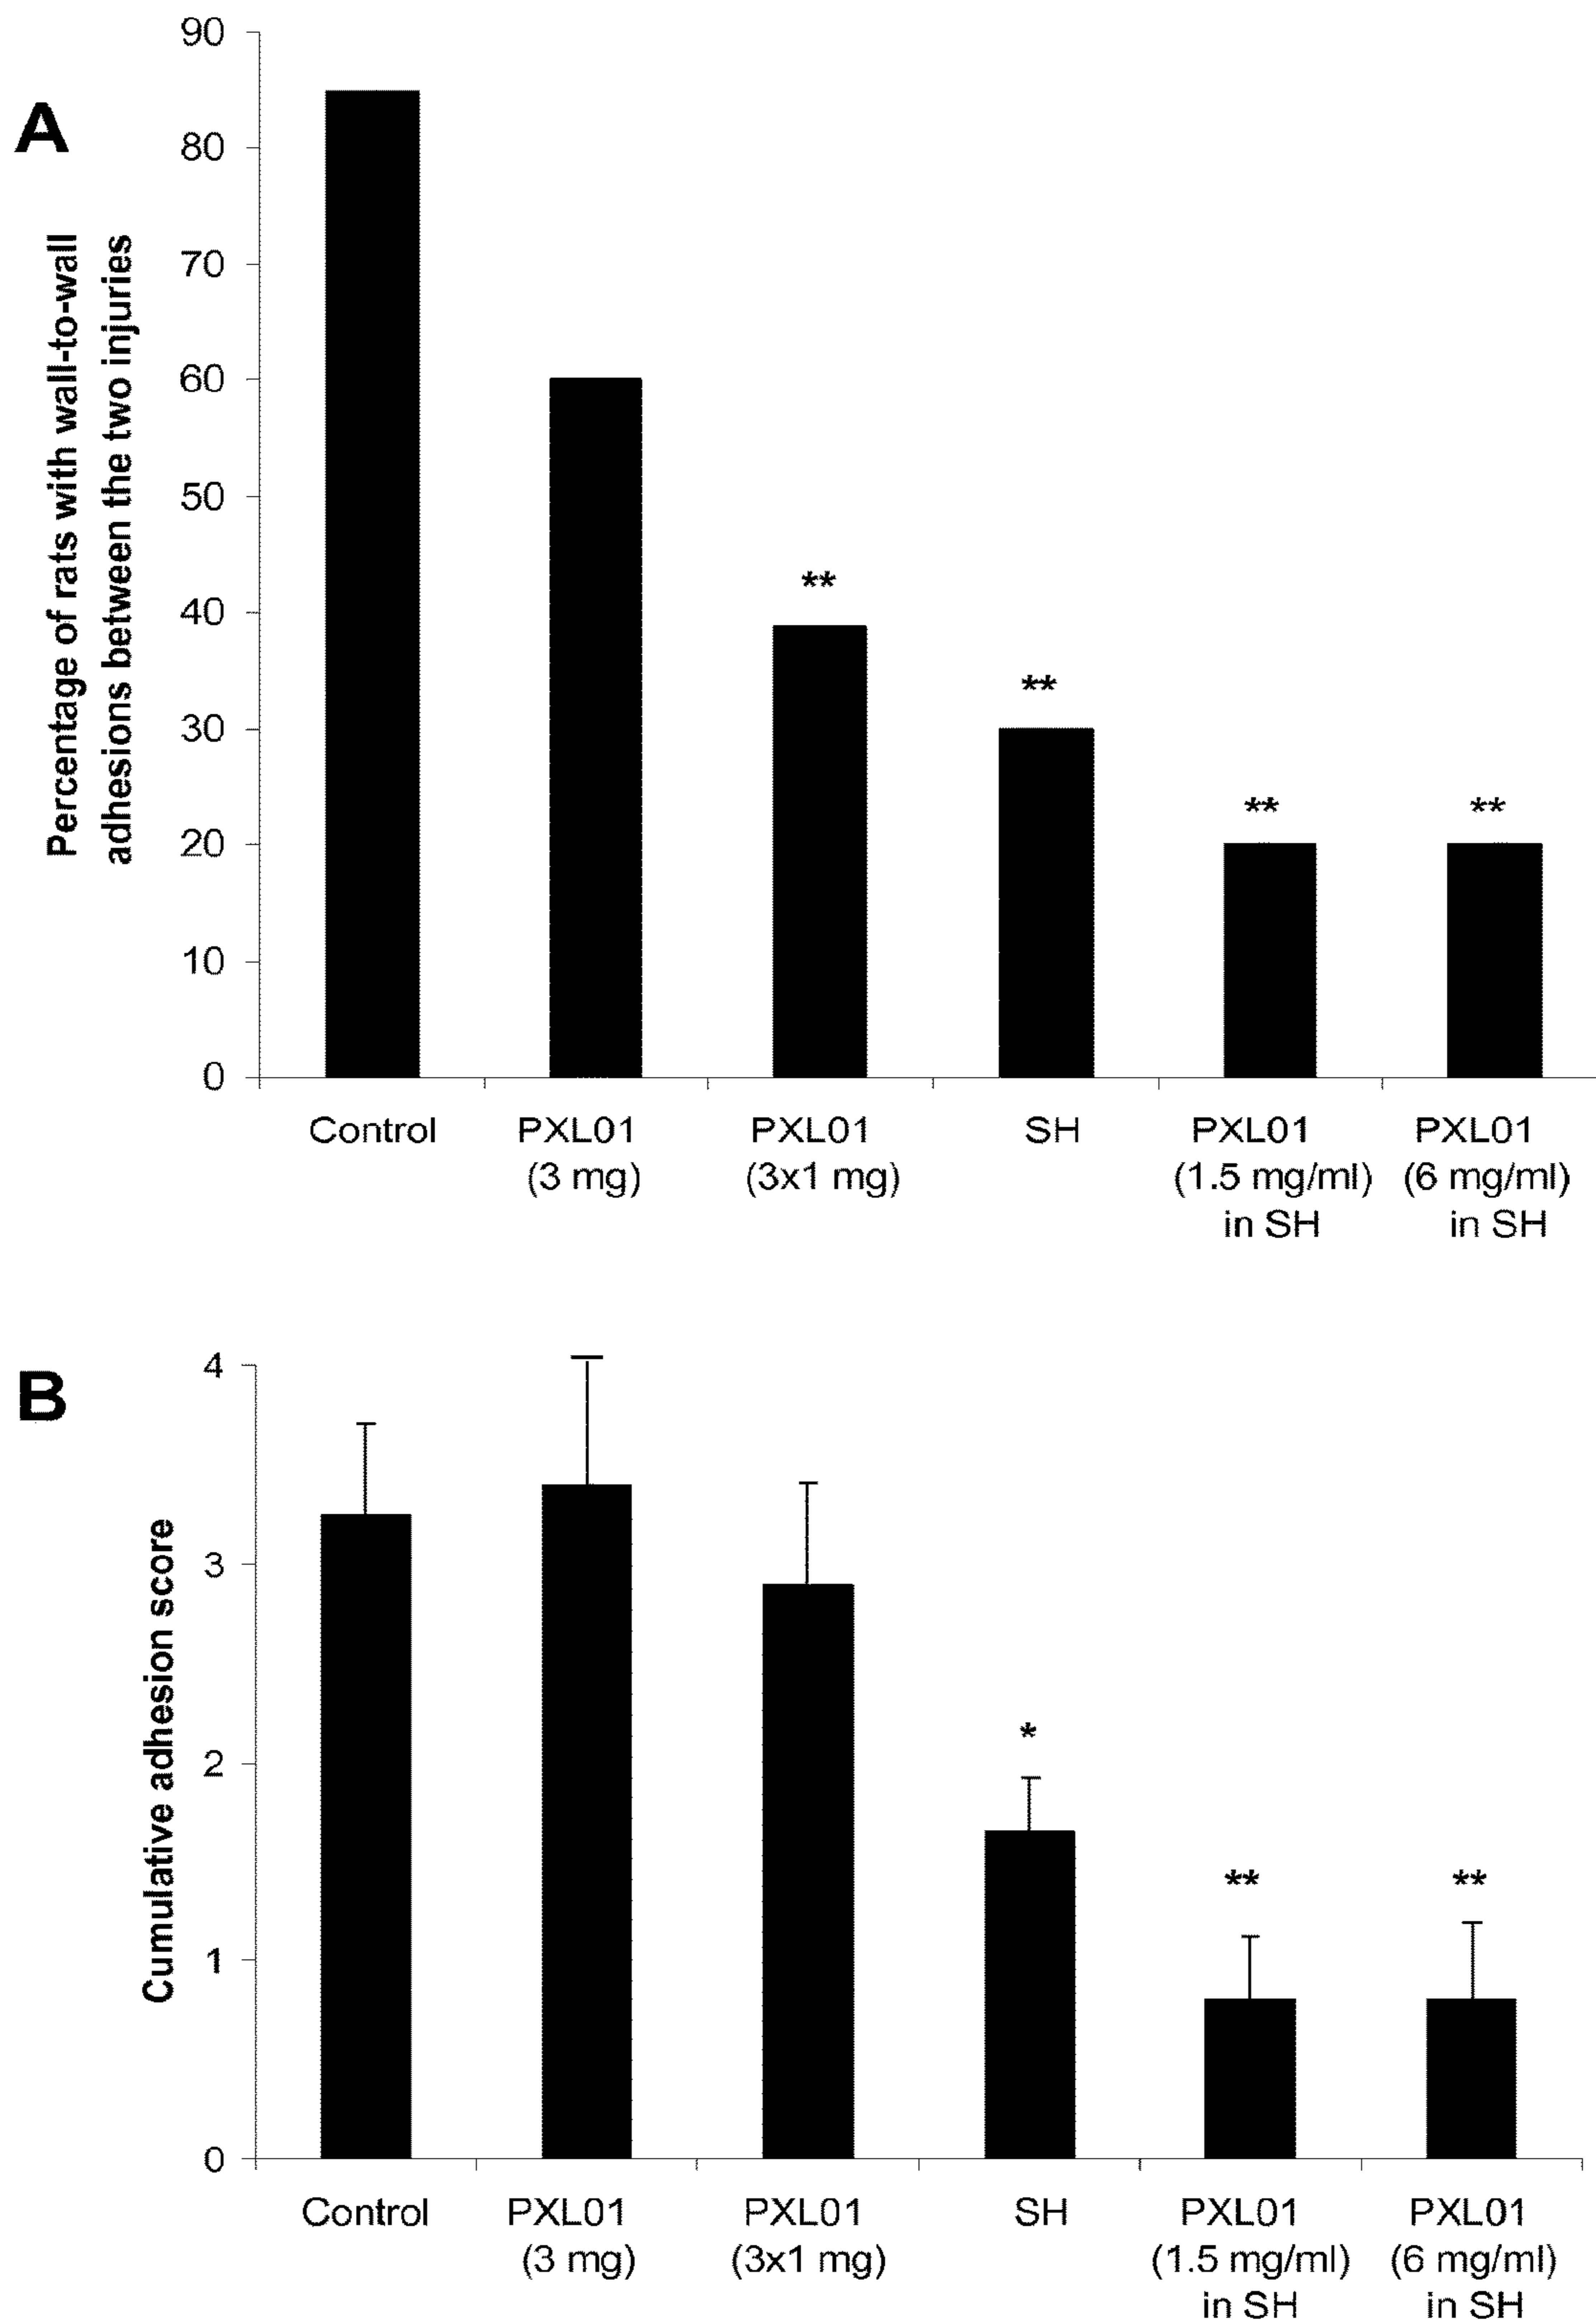 A
Percentage of rats with wall-to-wall
adhesions between the two injuries
90
80
70
60
50
40
30
20
10
0
**
**
**
**
Control
PXL01
(3 mg)
PXL01
(3x1 mg)
SH
PXL01
(1.5 mg/ml)
in SH
PXL01
(6 mg/ml)
in SH
B
Cumulative adhesion score
4
3
2
1
0
*
**
**
Control
PXL01
(3 mg)
PXL01
(3x1 mg)
SH
PXL01
(1.5 mg/ml)
in SH
PXL01
(6 mg/ml)
in SH